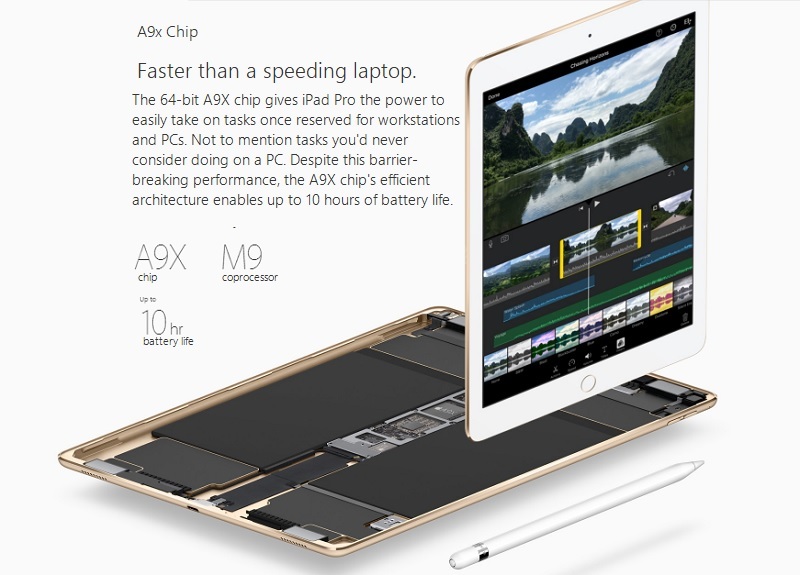 A9x Chip
Faster than a speeding laptop.
The 64-bit A9X chip gives iPad Pro the power to
easily take on tasks once reserved for workstations
and PCs. Not to mention tasks you'd never
consider doing on a PC. Despite this barrier-
breaking performance, the A9X chip's efficient
architecture enables up to 10 hours of battery life.
A9X
chip
M9
coprocessor
Up to
10 hr
battery life
Done
Chasing Horizons